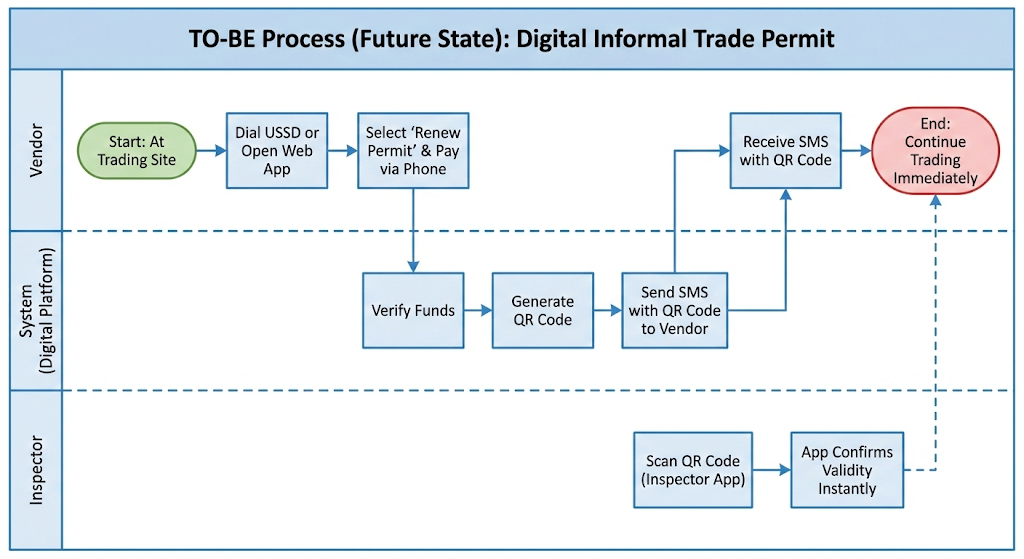 TO-BE Process (Future State): Digital Informal Trade Permit
Vendor
Start: At
Trading Site
Dial USSD or
Open Web
App
Select ‘Renew
Permit’ & Pay
via Phone
Receive SMS
with QR Code
End:
Continue
Trading
Immediately
System
(Digital Platform)
Verify Funds
Generate
QR Code
Send SMS
with QR Code
to Vendor
Inspector
Scan QR Code
(Inspector App)
App Confirms
Validity
Instantly